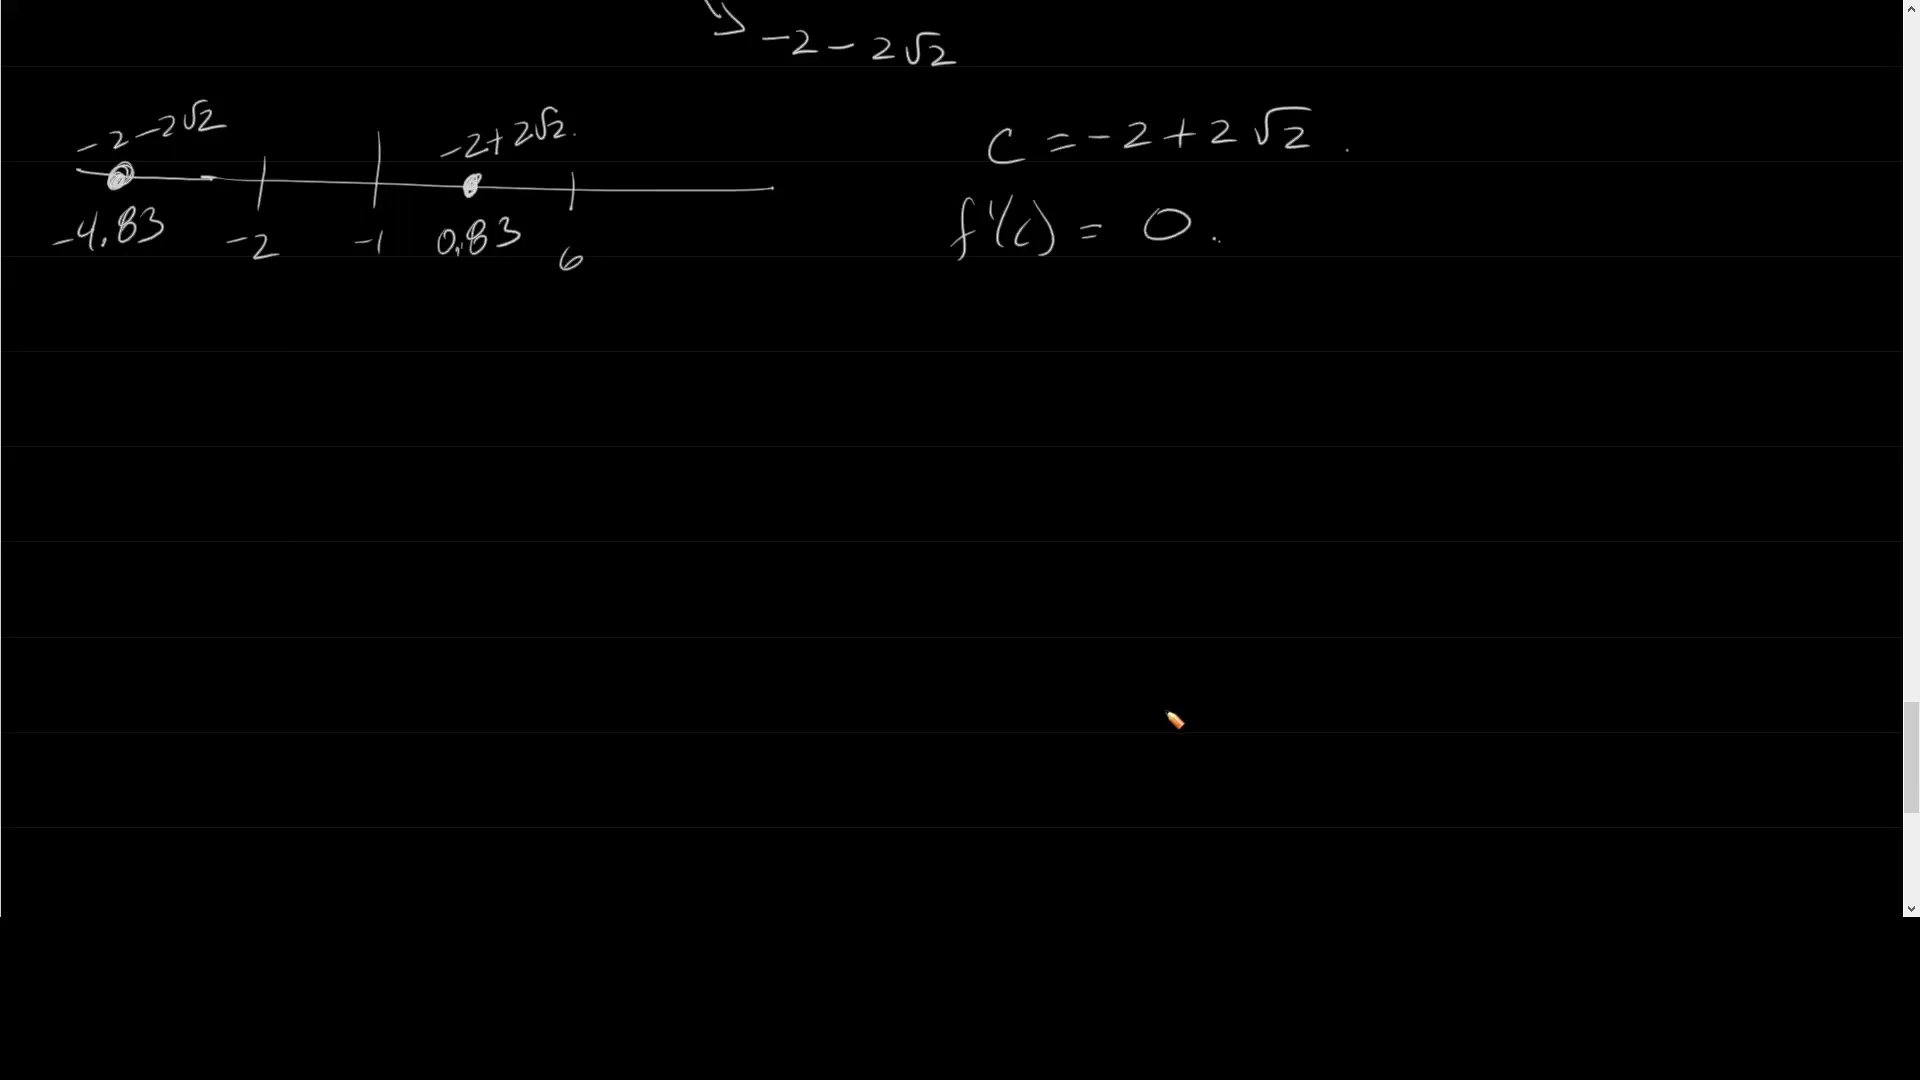 -2 - 2√2
-2-2√2 -2+2√2.
-4.83 -2 -1 0.83 6
C = -2 + 2√2 .
f'(c) = 0 .